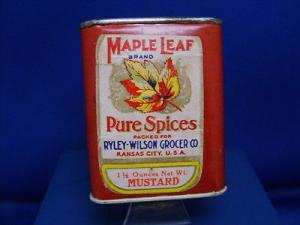 MAPLE LEAF
BRAND
Pure Spices
PACKED FOR
RYLEY-WILSON GROCER CO.
KANSAS CITY, U.S.A.
1½ Ounces Net Wt.
MUSTARD